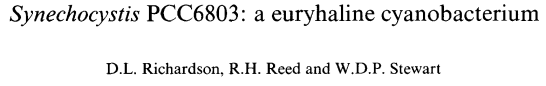 Synechocystis PCC6803: a euryhaline cyanobacterium
D.L. Richardson, R.H. Reed and W.D.P. Stewart